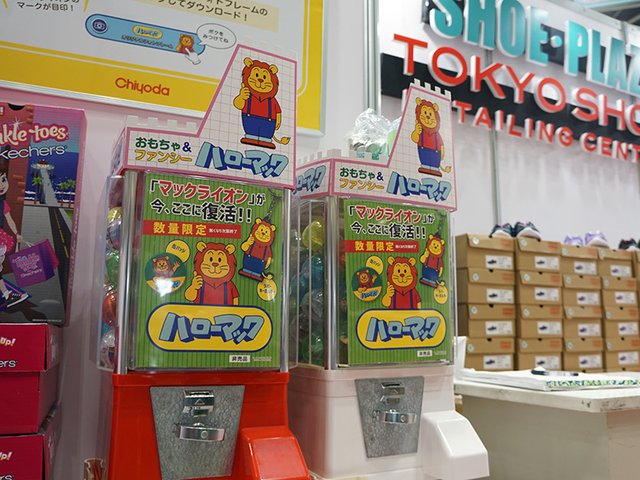 トフレームの
してダウンロード！
マークが目印！
ボクを
みつけてね
Chiyoda
SHOE・PLAZ
TOKYO SHO
TAILING CENT
kle toes
kechers
おもちゃ&
ファンシー
ハローマック
「マックライオン」が
今、ここに復活!!
数量限定
ハローマック
非売品
おもちゃ&
ファンシー
ハローマック
「マックライオン」が
今、ここに復活!!
数量限定
ハローマック
非売品
up!
ers
p!
ers